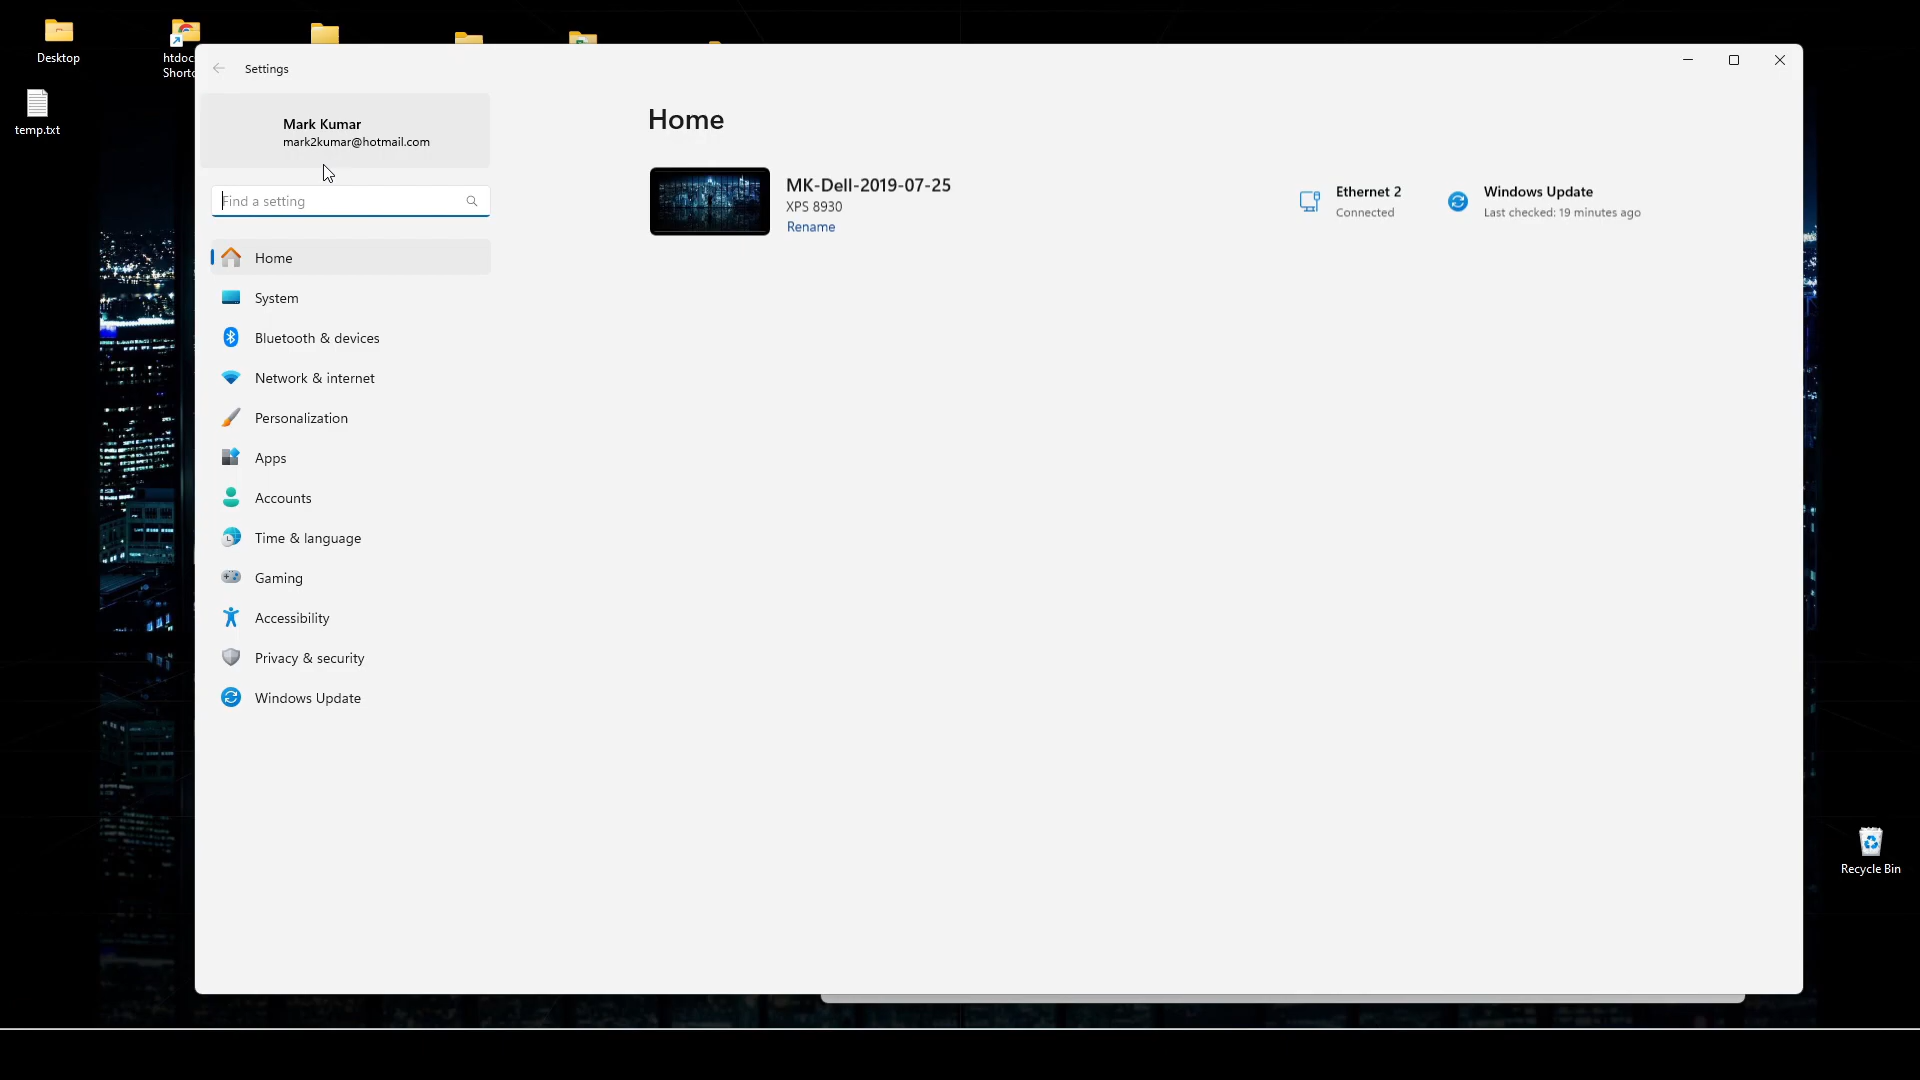 Desktop
htdoc
Shortc
temp.txt
Settings
Mark Kumar
mark2kumar@hotmail.com
Find a setting
Home
System
Bluetooth & devices
Network & internet
Personalization
Apps
Accounts
Time & language
Gaming
Accessibility
Privacy & security
Windows Update
Home
MK-Dell-2019-07-25
XPS 8930
Rename
Ethernet 2
Connected
Windows Update
Last checked: 19 minutes ago
Recycle Bin